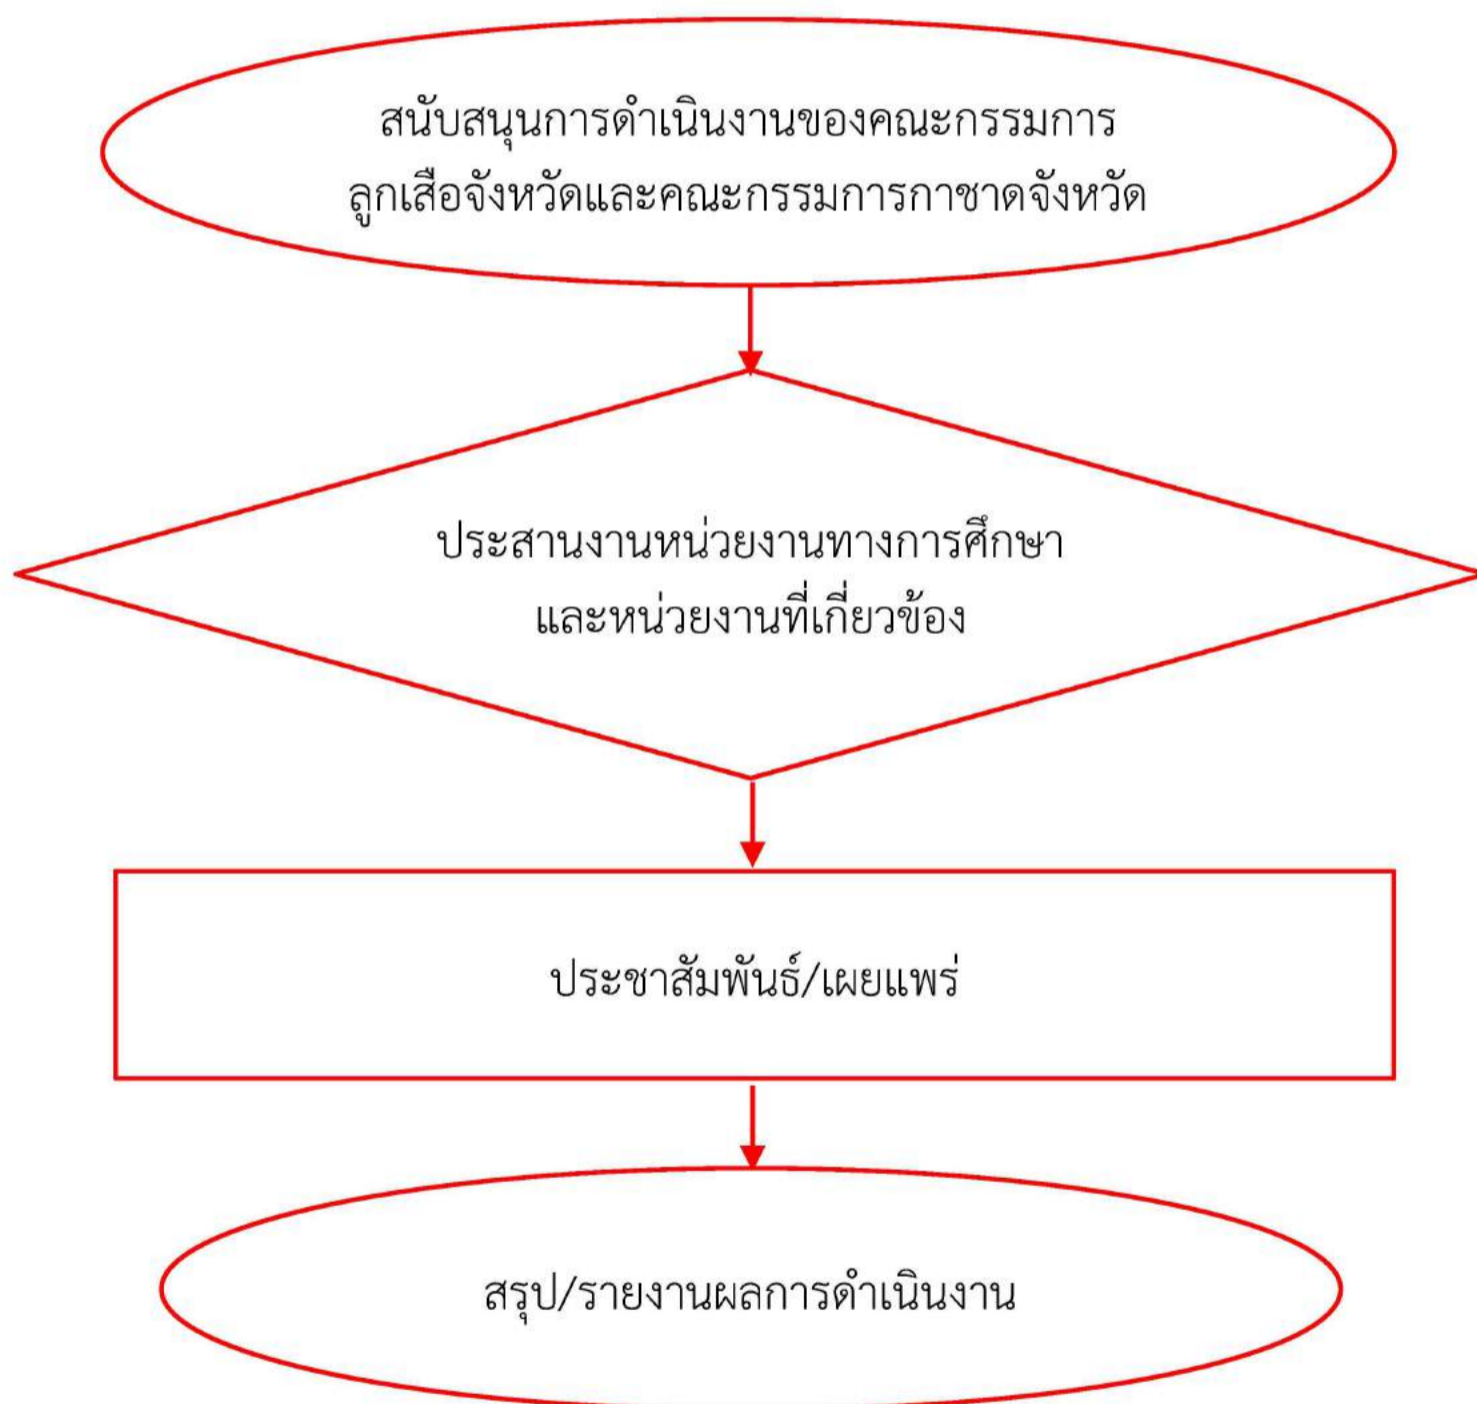 สนับสนุนการดำเนินงานของคณะกรรมการ
ลูกเสือจังหวัดและคณะกรรมการกาชาดจังหวัด
ประสานงานหน่วยงานทางการศึกษา
และหน่วยงานที่เกี่ยวข้อง
ประชาสัมพันธ์/เผยแพร่
สรุป/รายงานผลการดำเนินงาน